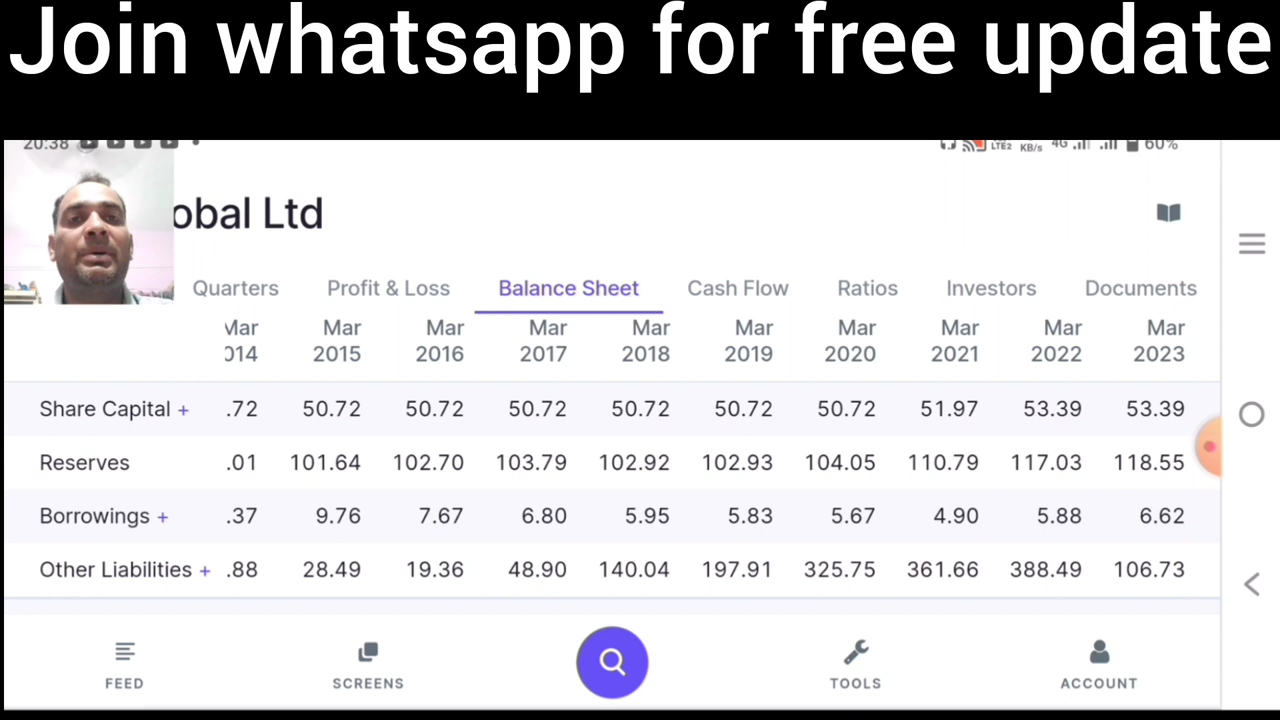 Join whatsapp for free update
20:38 LTE2 KB/s 4G 60%
obal Ltd
Quarters Profit & Loss Balance Sheet Cash Flow Ratios Investors Documents
Mar Mar Mar Mar Mar Mar Mar Mar Mar Mar
014 2015 2016 2017 2018 2019 2020 2021 2022 2023
Share Capital + .72 50.72 50.72 50.72 50.72 50.72 50.72 51.97 53.39 53.39
Reserves .01 101.64 102.70 103.79 102.92 102.93 104.05 110.79 117.03 118.55
Borrowings + .37 9.76 7.67 6.80 5.95 5.83 5.67 4.90 5.88 6.62
Other Liabilities + .88 28.49 19.36 48.90 140.04 197.91 325.75 361.66 388.49 106.73
FEED SCREENS TOOLS ACCOUNT